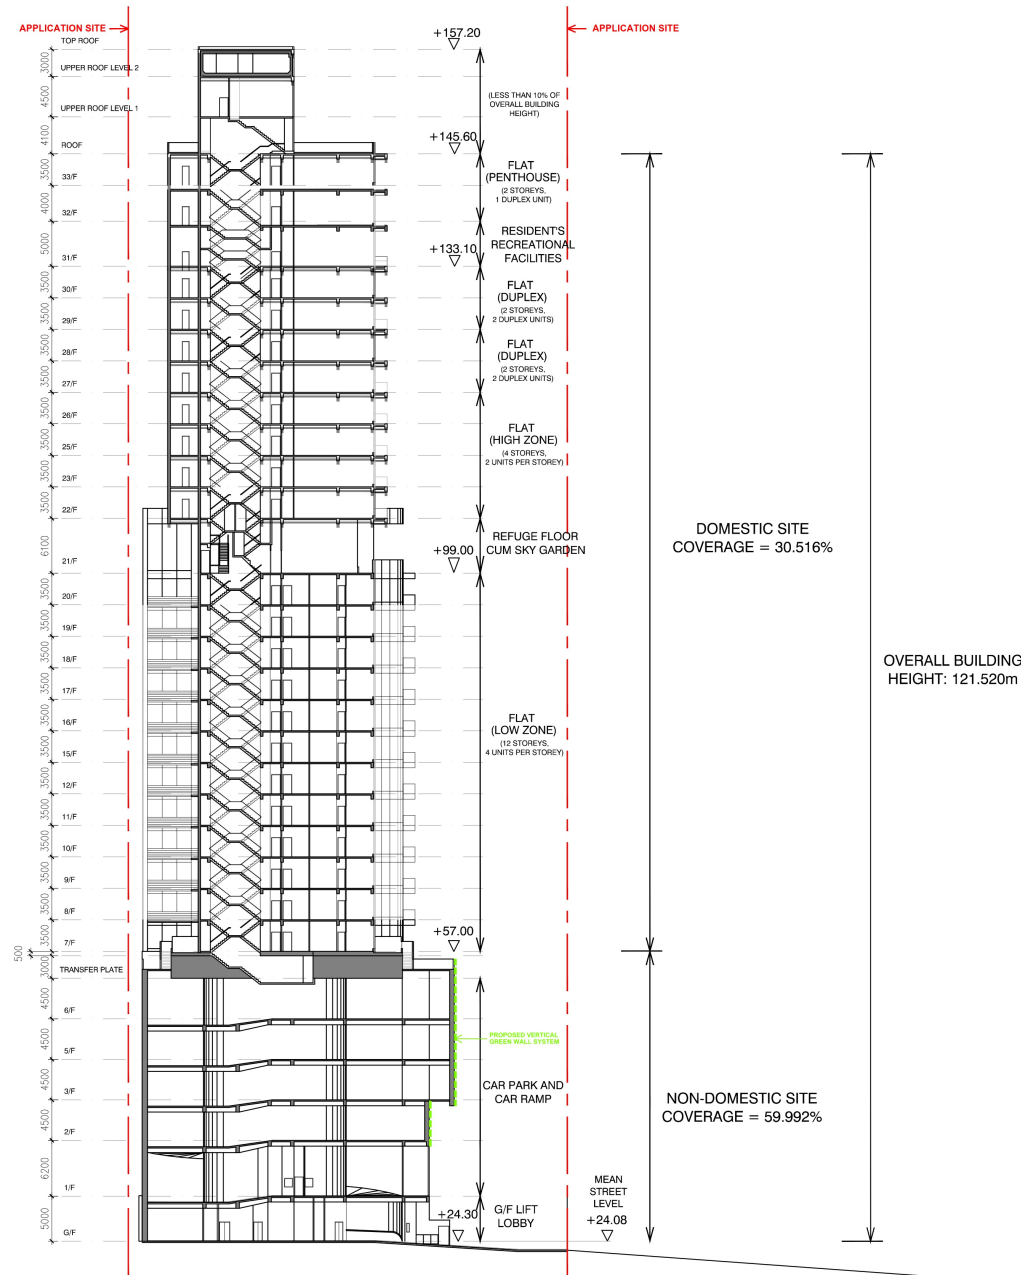 APPLICATION SITE
APPLICATION SITE
TOP ROOF
3000
UPPER ROOF LEVEL 2
4500
UPPER ROOF LEVEL 1
4100
ROOF
3500
33/F
4000
32/F
5000
31/F
3500
30/F
3500
29/F
3500
28/F
3500
27/F
3500
26/F
3500
25/F
3500
23/F
3500
22/F
6100
21/F
3500
20/F
3500
19/F
3500
18/F
3500
17/F
3500
16/F
3500
15/F
3500
12/F
3500
11/F
3500
10/F
3500
9/F
3500
8/F
3500
7/F
500
3000
TRANSFER PLATE
4500
6/F
4500
5/F
4500
3/F
4500
2/F
6200
1/F
5000
G/F
+157.20
(LESS THAN 10% OF
OVERALL BUILDING
HEIGHT)
+145.60
FLAT
(PENTHOUSE)
(2 STOREYS,
1 DUPLEX UNIT)
RESIDENT'S
RECREATIONAL
FACILITIES
+133.10
FLAT
(DUPLEX)
(2 STOREYS,
2 DUPLEX UNITS)
FLAT
(DUPLEX)
(2 STOREYS,
2 DUPLEX UNITS)
FLAT
(HIGH ZONE)
(4 STOREYS,
2 UNITS PER STOREY)
REFUGE FLOOR
CUM SKY GARDEN
+99.00
FLAT
(LOW ZONE)
(12 STOREYS,
4 UNITS PER STOREY)
+57.00
PROPOSED VERTICAL
GREEN WALL SYSTEM
CAR PARK AND
CAR RAMP
G/F LIFT
LOBBY
+24.30
MEAN
STREET
LEVEL
+24.08
DOMESTIC SITE
COVERAGE = 30.516%
NON-DOMESTIC SITE
COVERAGE = 59.992%
OVERALL BUILDING
HEIGHT: 121.520m